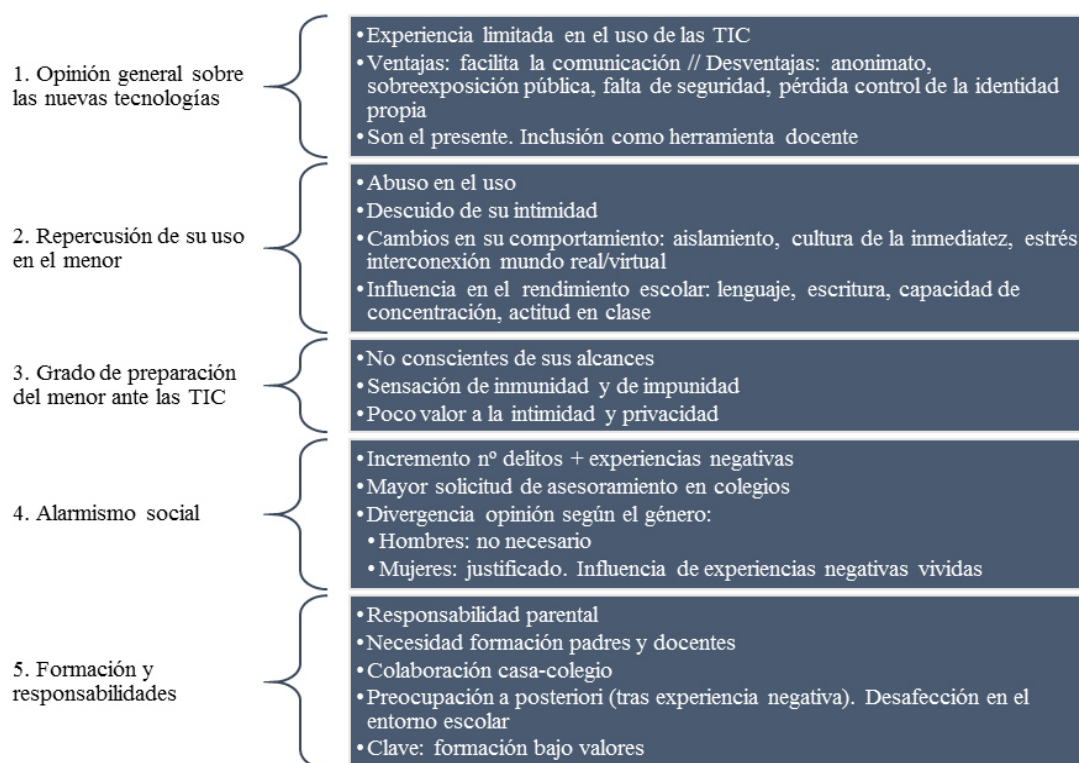 1. Opinión general sobre
las nuevas tecnologías
•Experiencia limitada en el uso de las TIC
•Ventajas: facilita la comunicación // Desventajas: anonimato,
sobreexposición pública, falta de seguridad, pérdida control de la identidad
propia
•Son el presente. Inclusión como herramienta docente
2. Repercusión de su uso
en el menor
•Abuso en el uso
•Descuido de su intimidad
•Cambios en su comportamiento: aislamiento, cultura de la inmediatez, estrés
interconexión mundo real/virtual
•Influencia en el rendimiento escolar: lenguaje, escritura, capacidad de
concentración, actitud en clase
3. Grado de preparación
del menor ante las TIC
•No conscientes de sus alcances
•Sensación de inmunidad y de impunidad
•Poco valor a la intimidad y privacidad
4. Alarmismo social
•Incremento nº delitos + experiencias negativas
•Mayor solicitud de asesoramiento en colegios
•Divergencia opinión según el género:
•Hombres: no necesario
•Mujeres: justificado. Influencia de experiencias negativas vividas
5. Formación y
responsabilidades
•Responsabilidad parental
•Necesidad formación padres y docentes
•Colaboración casa-colegio
•Preocupación a posteriori (tras experiencia negativa). Desafección en el
entorno escolar
•Clave: formación bajo valores